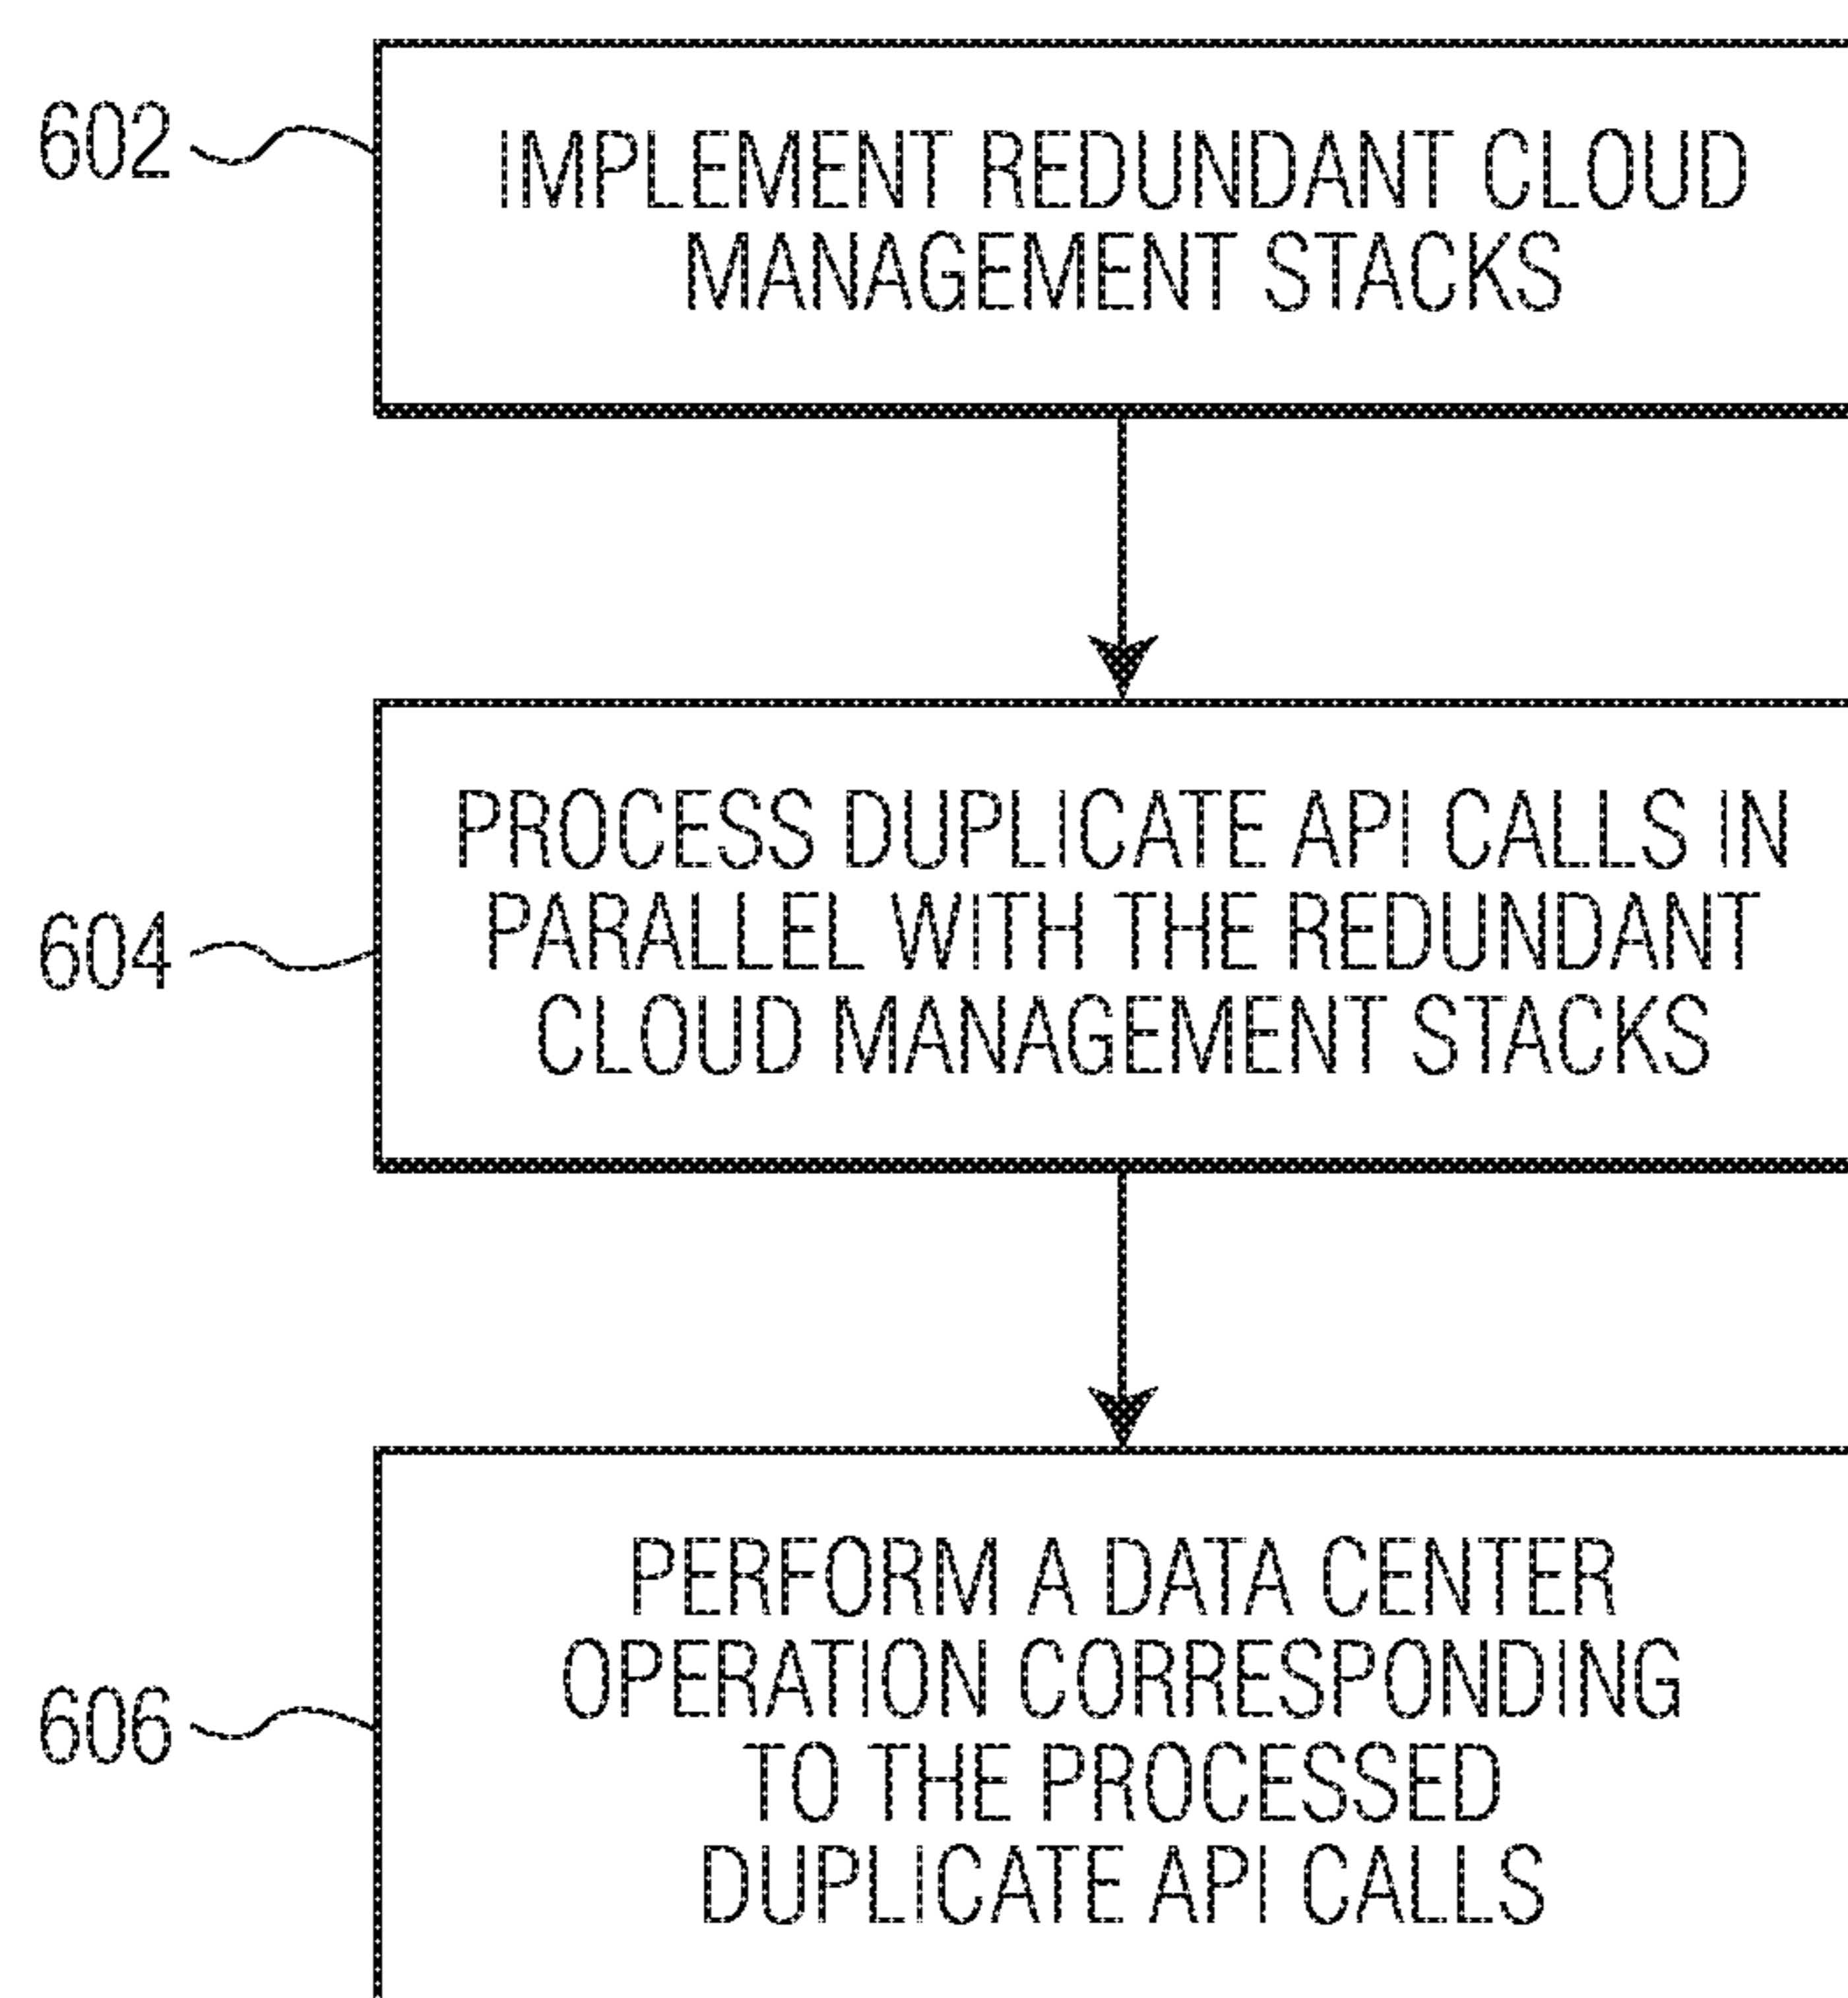 602
IMPLEMENT REDUNDANT CLOUD
MANAGEMENT STACKS
604
PROCESS DUPLICATE API CALLS IN
PARALLEL WITH THE REDUNDANT
CLOUD MANAGEMENT STACKS
606
PERFORM A DATA CENTER
OPERATION CORRESPONDING
TO THE PROCESSED
DUPLICATE API CALLS